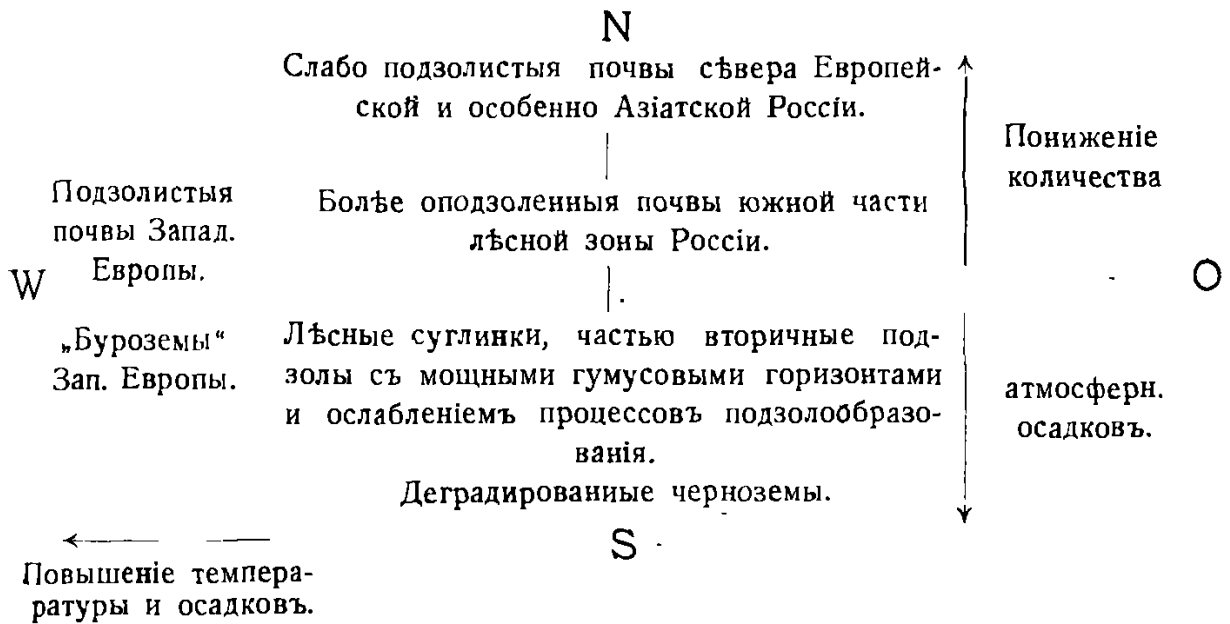 N
Слабо подзолистыя почвы сѣвера Европей-
ской и особенно Азіатской Россіи.
Пониженіе
количества
Подзолистыя
почвы Запад.
Европы.
Болѣе оподзоленныя почвы южной части
лѣсной зоны Россіи.
W
O
„Буроземы“
Зап. Европы.
Лѣсные суглинки, частью вторичные под-
золы съ мощными гумусовыми горизонтами
и ослабленіемъ процессовъ подзолообразо-
ванія.
Деградированные черноземы.
атмосферн.
осадковъ.
S
Повышеніе темпера-
ратуры и осадковъ.